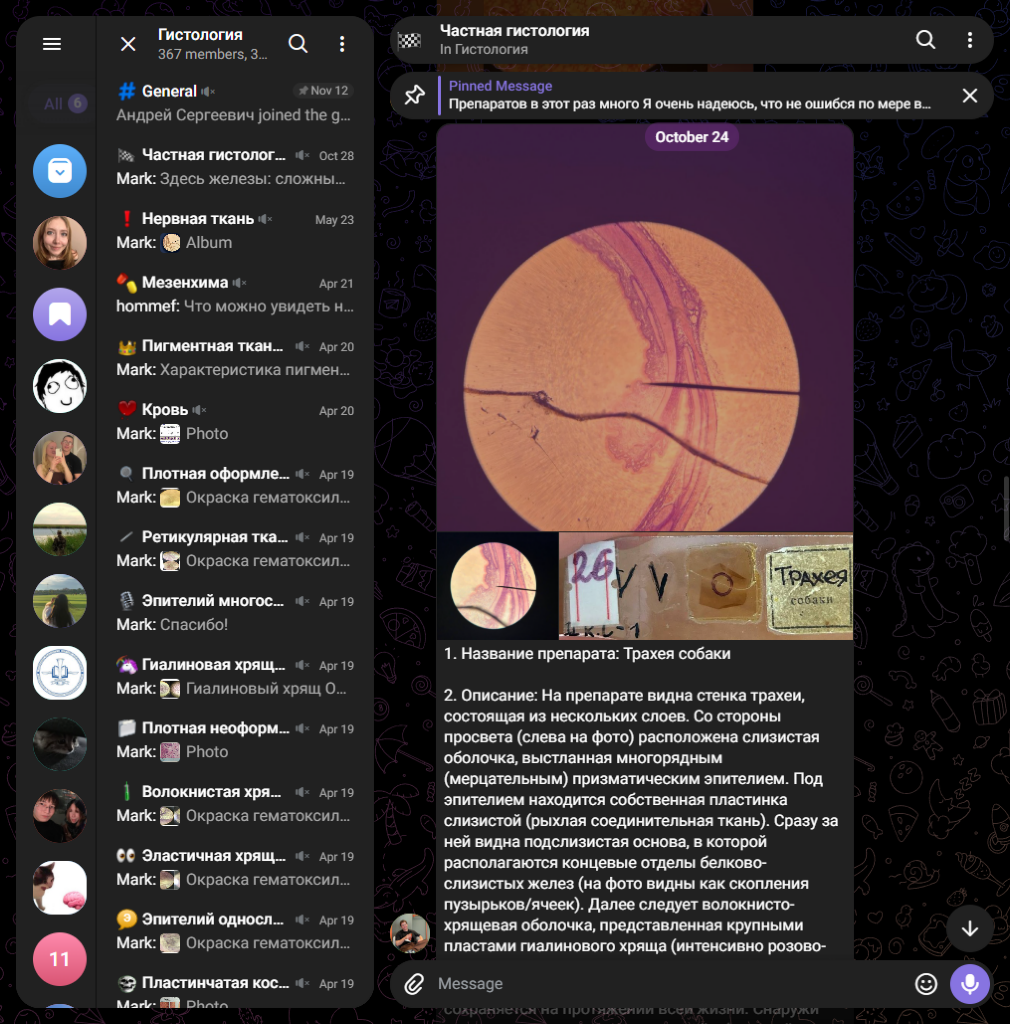 Гистология
367 members, 3...
All 6
General
Nov 12
Андрей Сергеевич joined the g...
Частная гистолог...
Oct 28
Mark: Здесь железы: сложны...
Нервная ткань
May 23
Mark: Album
Мезенхима
Apr 21
hommef: Что можно увидеть н...
Пигментная ткан...
Apr 20
Mark: Характеристика пигмен...
Кровь
Apr 20
Mark: Photo
Плотная оформле...
Apr 19
Mark: Окраска гематоксил...
Ретикулярная тка...
Apr 19
Mark: Окраска гематоксил...
Эпителий многос...
Apr 19
Mark: Спасибо!
Гиалиновая хрящ...
Apr 19
Mark: Гиалиновый хрящ О...
Плотная неоформ...
Apr 19
Mark: Photo
Волокнистая хря...
Apr 19
Mark: Окраска гематоксил...
Эластичная хрящ...
Apr 19
Mark: Окраска гематоксил...
Эпителий односл...
Apr 19
Mark: Окраска гематоксил...
Пластинчатая кос...
Apr 19
Mark: Photo
11
Частная гистология
In Гистология
Pinned Message
Препаратов в этот раз много Я очень надеюсь, что не ошибся по мере в...
October 24
26
Трахея
собаки
1. Название препарата: Трахея собаки
2. Описание: На препарате видна стенка трахеи,
состоящая из нескольких слоев. Со стороны
просвета (слева на фото) расположена слизистая
оболочка, выстланная многорядным
(мерцательным) призматическим эпителием. Под
эпителием находится собственная пластинка
слизистой (рыхлая соединительная ткань). Сразу за
ней видна подслизистая основа, в которой
располагаются концевые отделы белково-
слизистых желез (на фото видны как скопления
пузырьков/ячеек). Далее следует волокнисто-
хрящевая оболочка, представленная крупными
пластами гиалинового хряща (интенсивно розово-
Message
сохраняется на протяжении всей жизни. Снаружи